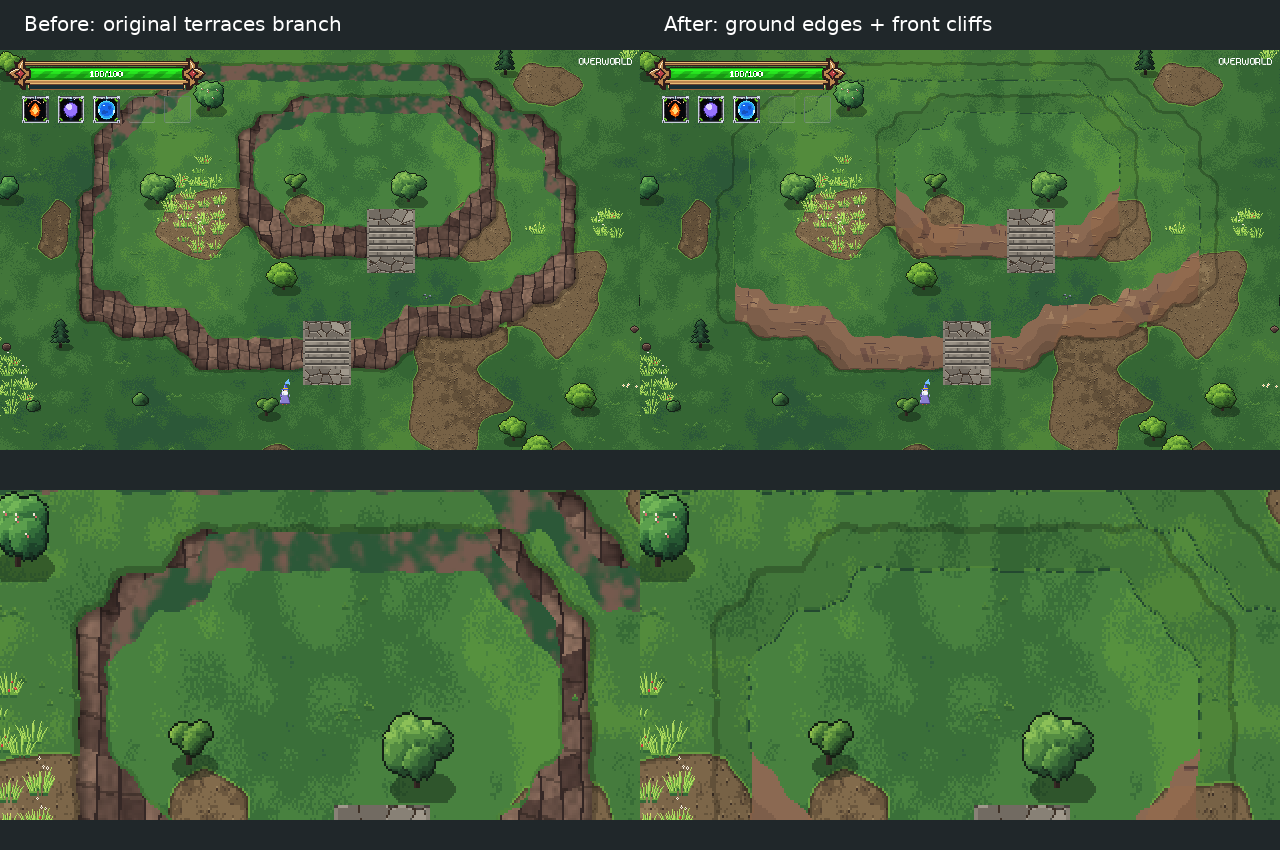 Before: original terraces branch
After: ground edges + front cliffs
OVERWORLD
100/100
OVERWORLD
100/100